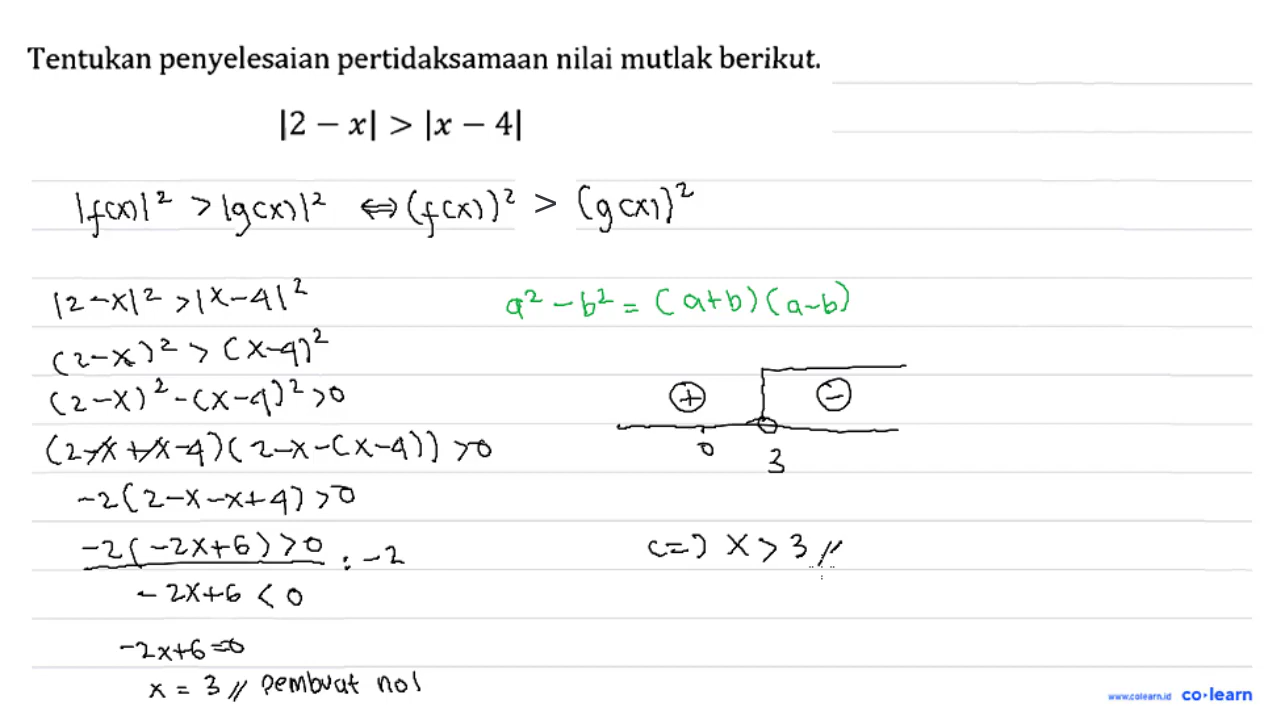 Tentukan penyelesaian pertidaksamaan nilai mutlak berikut.
|2 − x| > |x − 4|
|f(x)|² > |g(x)|² ⇔ (f(x))² > (g(x))²
|2-x|² > |x-4|²
a² - b² = (a+b)(a-b)
(2-x)² > (x-4)²
(2-x)² - (x-4)² > 0
(2-x+x-4)(2-x-(x-4)) > 0
-2(2-x-x+4) > 0
-2(-2x+6) > 0 : -2
-2x+6 < 0
-2x+6=0
x = 3 // pembuat nol
+ −
0 3
<=> x > 3 //
www.colearn.id co·learn